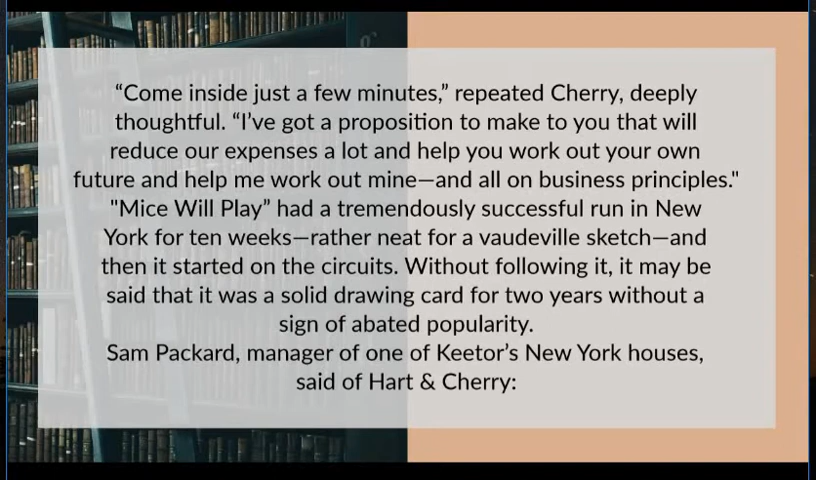 “Come inside just a few minutes,” repeated Cherry, deeply
thoughtful. “I’ve got a proposition to make to you that will
reduce our expenses a lot and help you work out your own
future and help me work out mine—and all on business principles."
"Mice Will Play” had a tremendously successful run in New
York for ten weeks—rather neat for a vaudeville sketch—and
then it started on the circuits. Without following it, it may be
said that it was a solid drawing card for two years without a
sign of abated popularity.
Sam Packard, manager of one of Keetor’s New York houses,
said of Hart & Cherry: